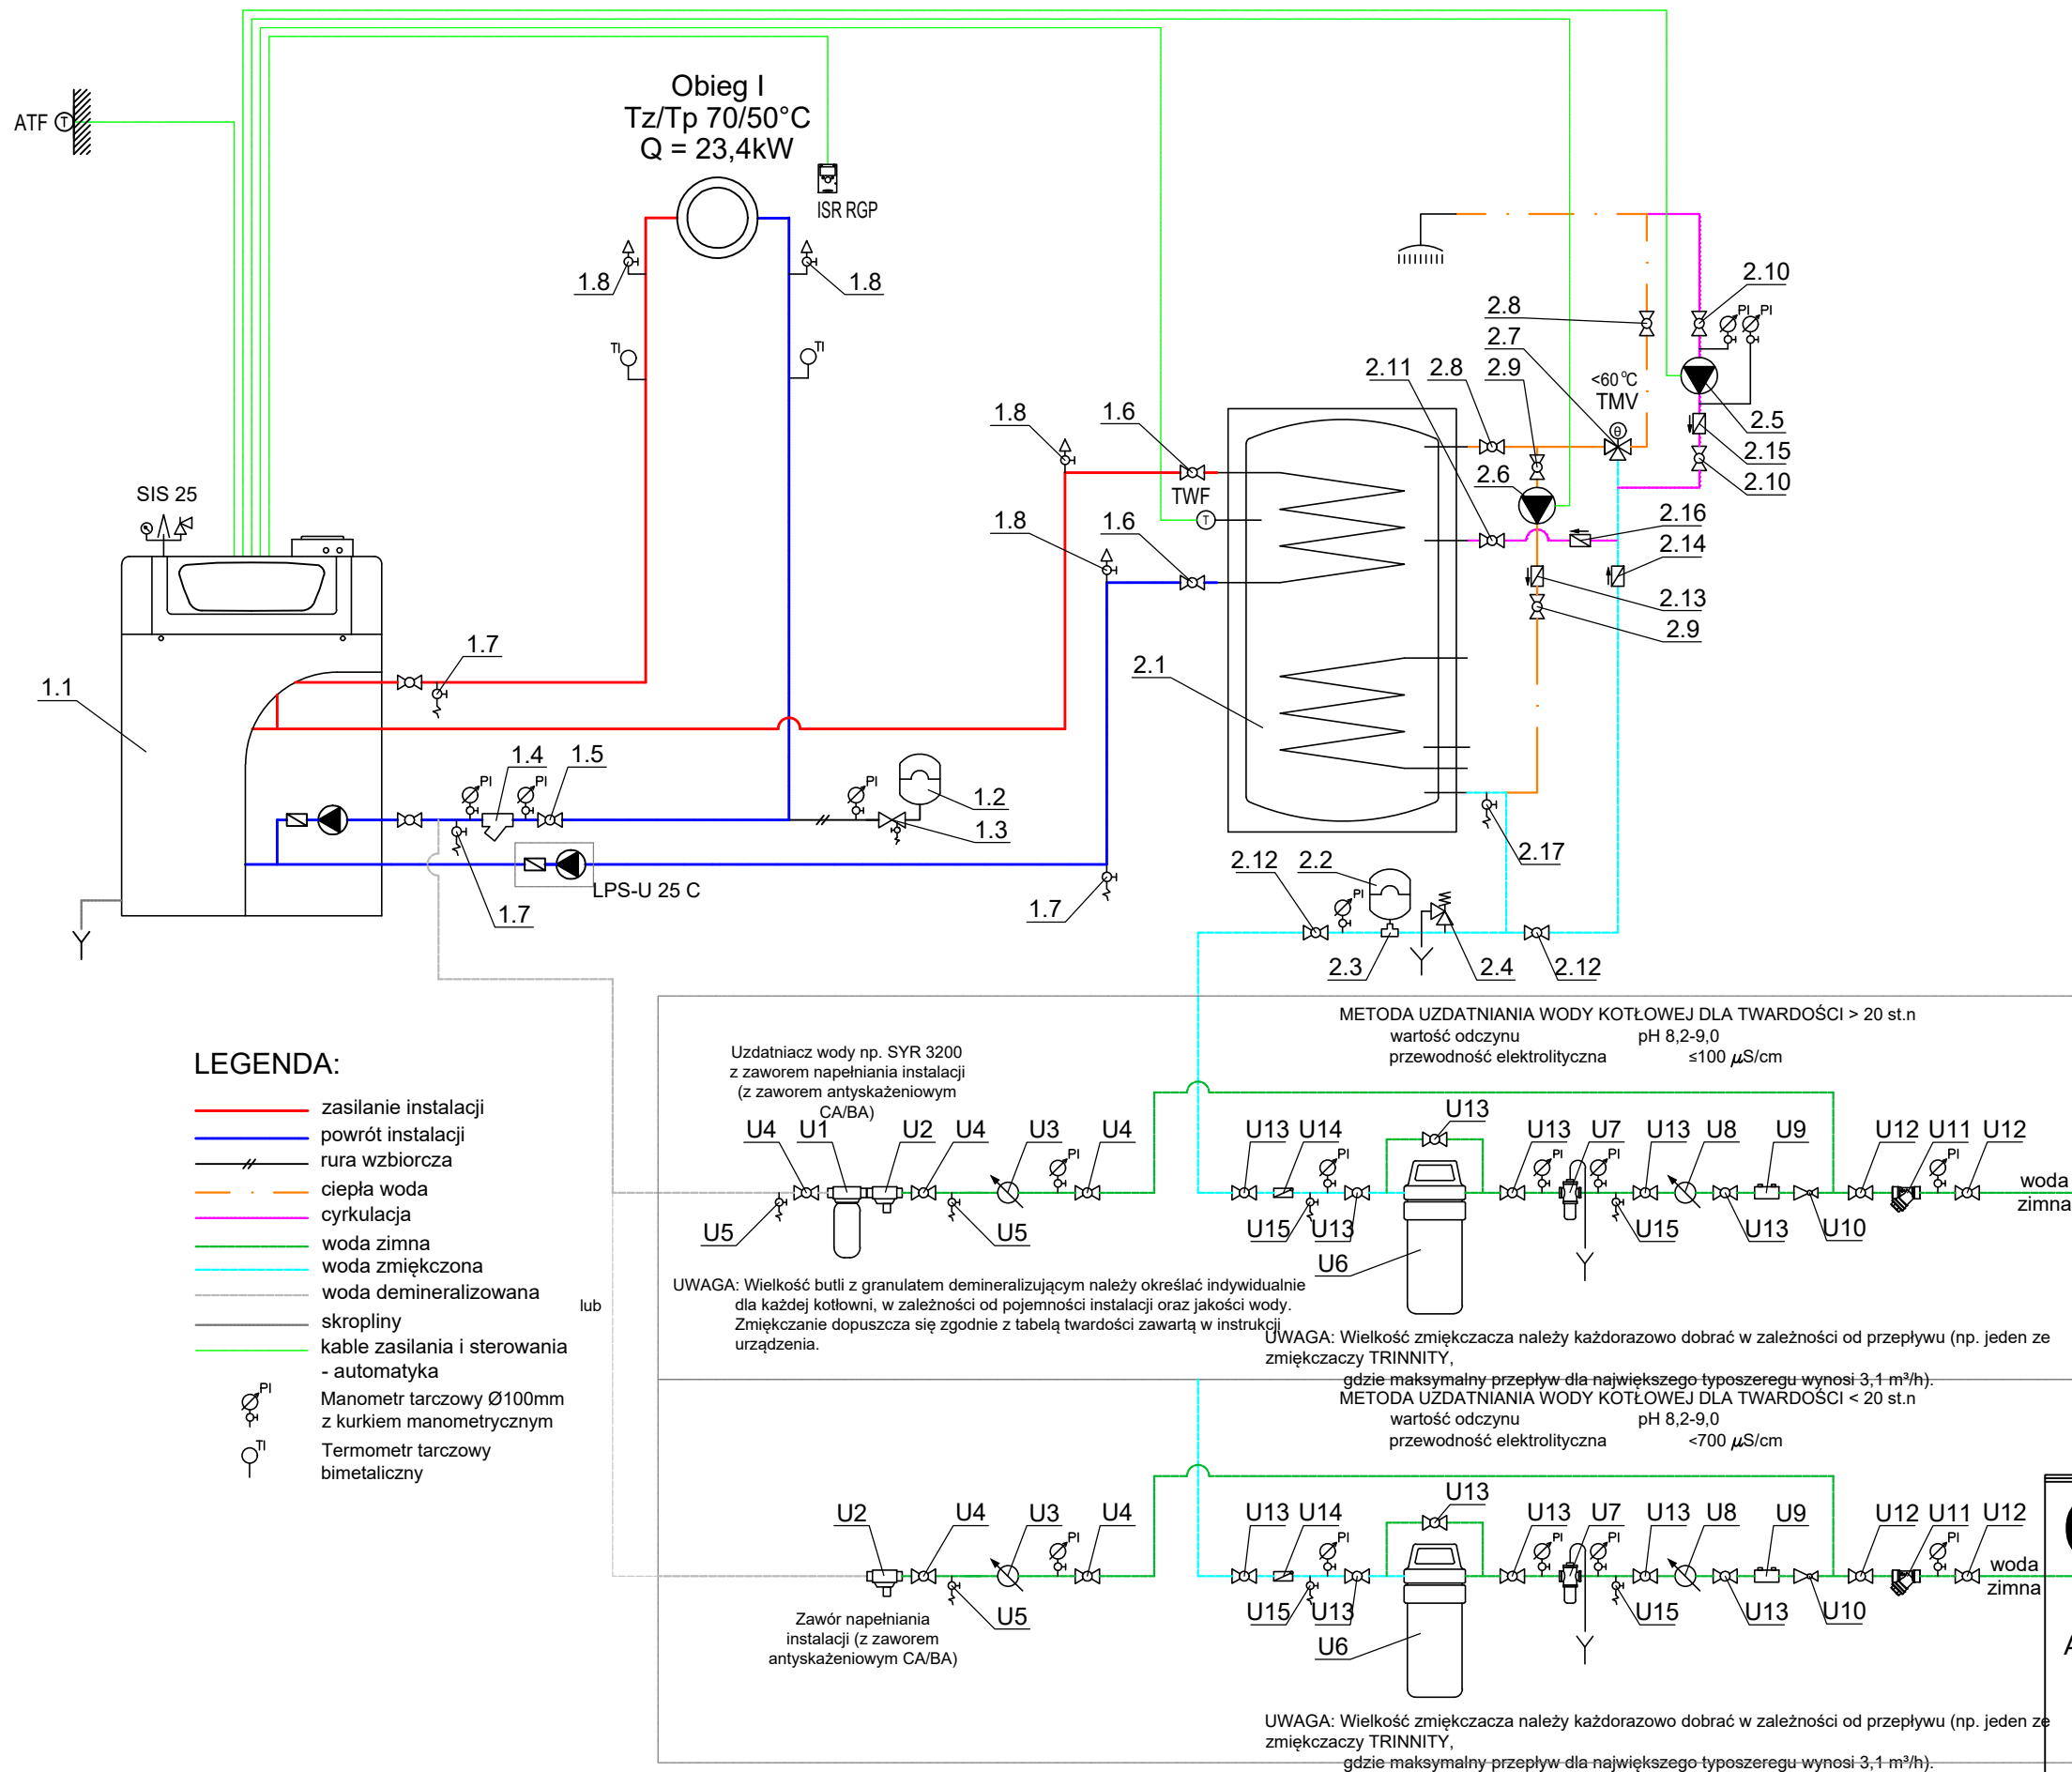 ATF
T
Obieg I
Tz/Tp 70/50°C
Q = 23,4kW
ISR RGP
1.8
1.8
TI
TI
2.10
PI
PI
2.8
2.7
2.11
2.8
2.9
<60°C
TMV
θ
2.5
2.15
2.10
1.8
1.6
TWF
T
2.6
2.16
2.14
1.8
1.6
2.13
2.9
SIS 25
1.7
1.1
2.1
1.4
1.5
PI
PI
PI
1.2
1.3
LPS-U 25 C
1.7
1.7
2.17
2.12
2.2
PI
2.3
2.4
2.12
LEGENDA:
zasilanie instalacji
powrót instalacji
rura wzbiorcza
ciepła woda
cyrkulacja
woda zimna
woda zmiękczona
woda demineralizowana
skropliny
kable zasilania i sterowania
- automatyka
PI
Manometr tarczowy Ø100mm
z kurkiem manometrycznym
TI
Termometr tarczowy
bimetaliczny
lub
METODA UZDATNIANIA WODY KOTŁOWEJ DLA TWARDOŚCI > 20 st.n
wartość odczynu pH 8,2-9,0
przewodność elektrolityczna ≤100 µS/cm
Uzdatniacz wody np. SYR 3200
z zaworem napełniania instalacji
(z zaworem antyskażeniowym
CA/BA)
U4 U1 U2 U4 U3 PI U4
U5 U5
U13
U13 U14 PI U13 PI U7 PI U13 U8 U9 U12 U11 PI U12
woda
zimna
U15 U13 U6 U15 U13 U10
UWAGA: Wielkość butli z granulatem demineralizującym należy określać indywidualnie
dla każdej kotłowni, w zależności od pojemności instalacji oraz jakości wody.
Zmiękczanie dopuszcza się zgodnie z tabelą twardości zawartą w instrukcji
urządzenia.
UWAGA: Wielkość zmiękczacza należy każdorazowo dobrać w zależności od przepływu (np. jeden ze
zmiękczaczy TRINNITY,
gdzie maksymalny przepływ dla największego typoszeregu wynosi 3,1 m³/h).
METODA UZDATNIANIA WODY KOTŁOWEJ DLA TWARDOŚCI < 20 st.n
wartość odczynu pH 8,2-9,0
przewodność elektrolityczna <700 µS/cm
U2 U4 U3 PI U4
U5
Zawór napełniania
instalacji (z zaworem
antyskażeniowym CA/BA)
U13
U13 U14 PI U13 PI U7 PI U13 U8 U9 U12 U11 PI U12
woda
zimna
U15 U13 U6 U15 U13 U10
UWAGA: Wielkość zmiękczacza należy każdorazowo dobrać w zależności od przepływu (np. jeden ze
zmiękczaczy TRINNITY,
gdzie maksymalny przepływ dla największego typoszeregu wynosi 3,1 m³/h).